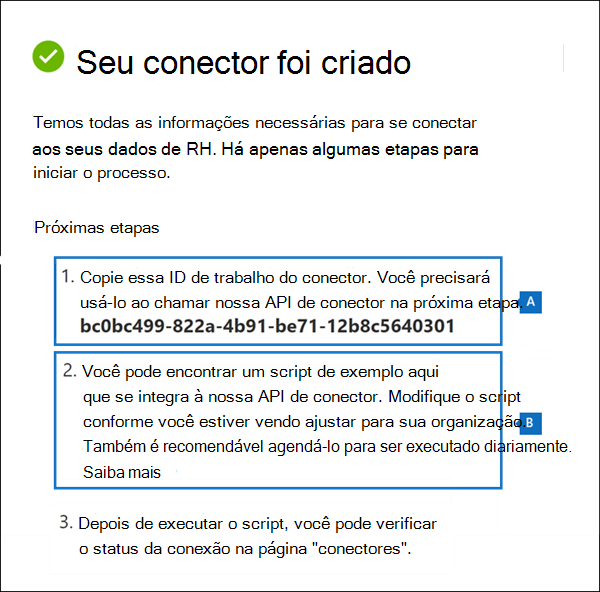 Seu conector foi criado
Temos todas as informações necessárias para se conectar
aos seus dados de RH. Há apenas algumas etapas para
iniciar o processo.
Próximas etapas
1. Copie essa ID de trabalho do conector. Você precisará
usá-lo ao chamar nossa API de conector na próxima etapa. A
bc0bc499-822a-4b91-be71-12b8c5640301
2. Você pode encontrar um script de exemplo aqui
que se integra à nossa API de conector. Modifique o script
conforme você estiver vendo ajustar para sua organização. B
Também é recomendável agendá-lo para ser executado diariamente.
Saiba mais
3. Depois de executar o script, você pode verificar
o status da conexão na página "conectores".